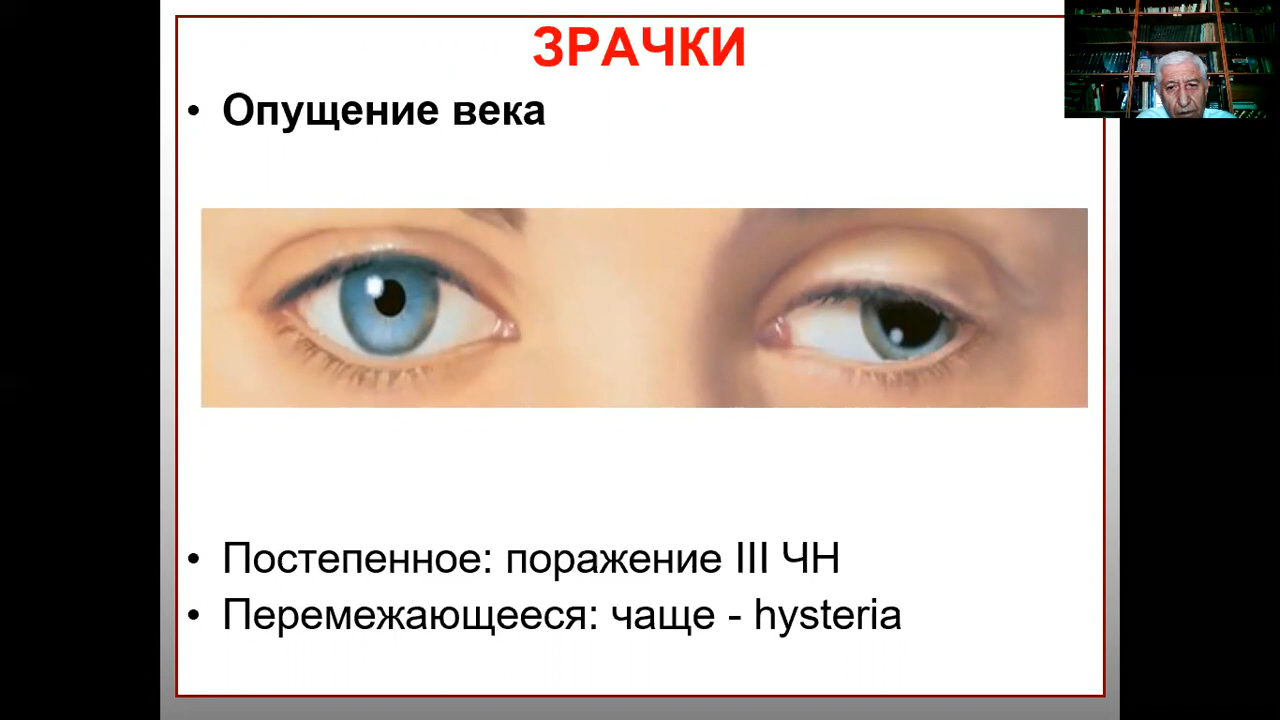 ЗРАЧКИ
• Опущение века
• Постепенное: поражение III ЧН
• Перемежающееся: чаще - hysteria